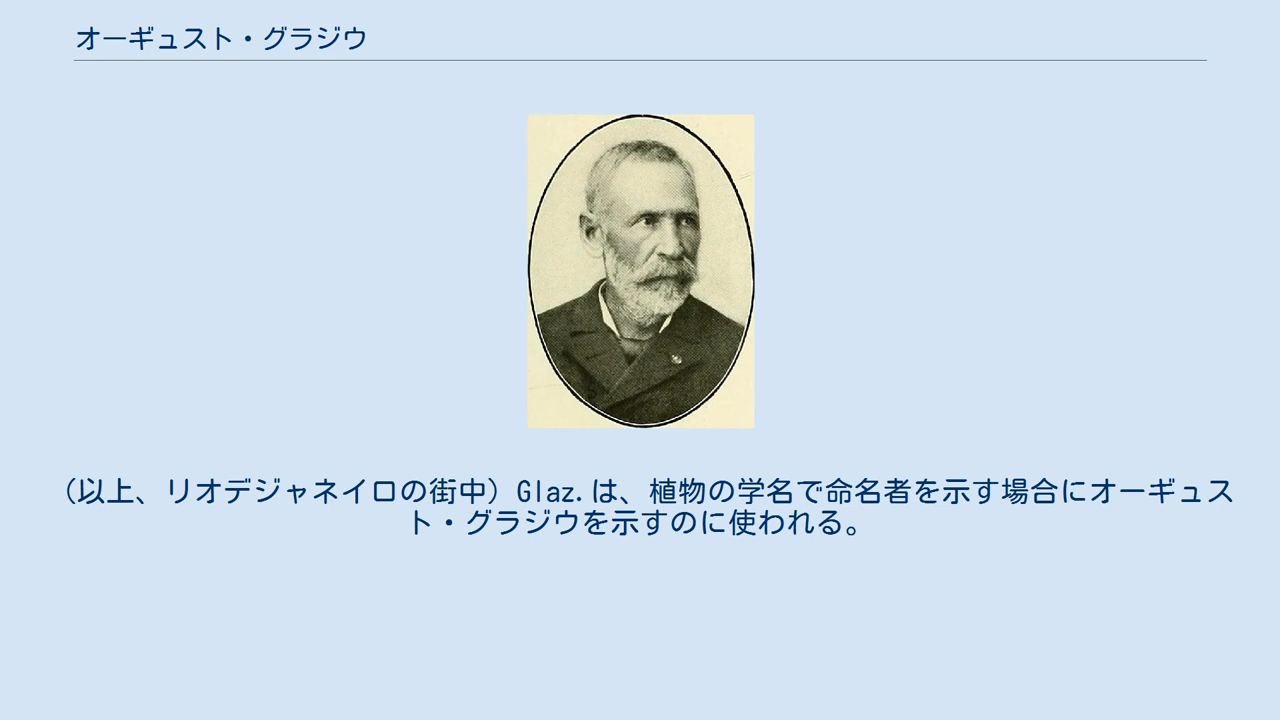 オーギュスト・グラジウ
（以上、リオデジャネイロの街中）Glaz.は、植物の学名で命名者を示す場合にオーギュス
ト・グラジウを示すのに使われる。